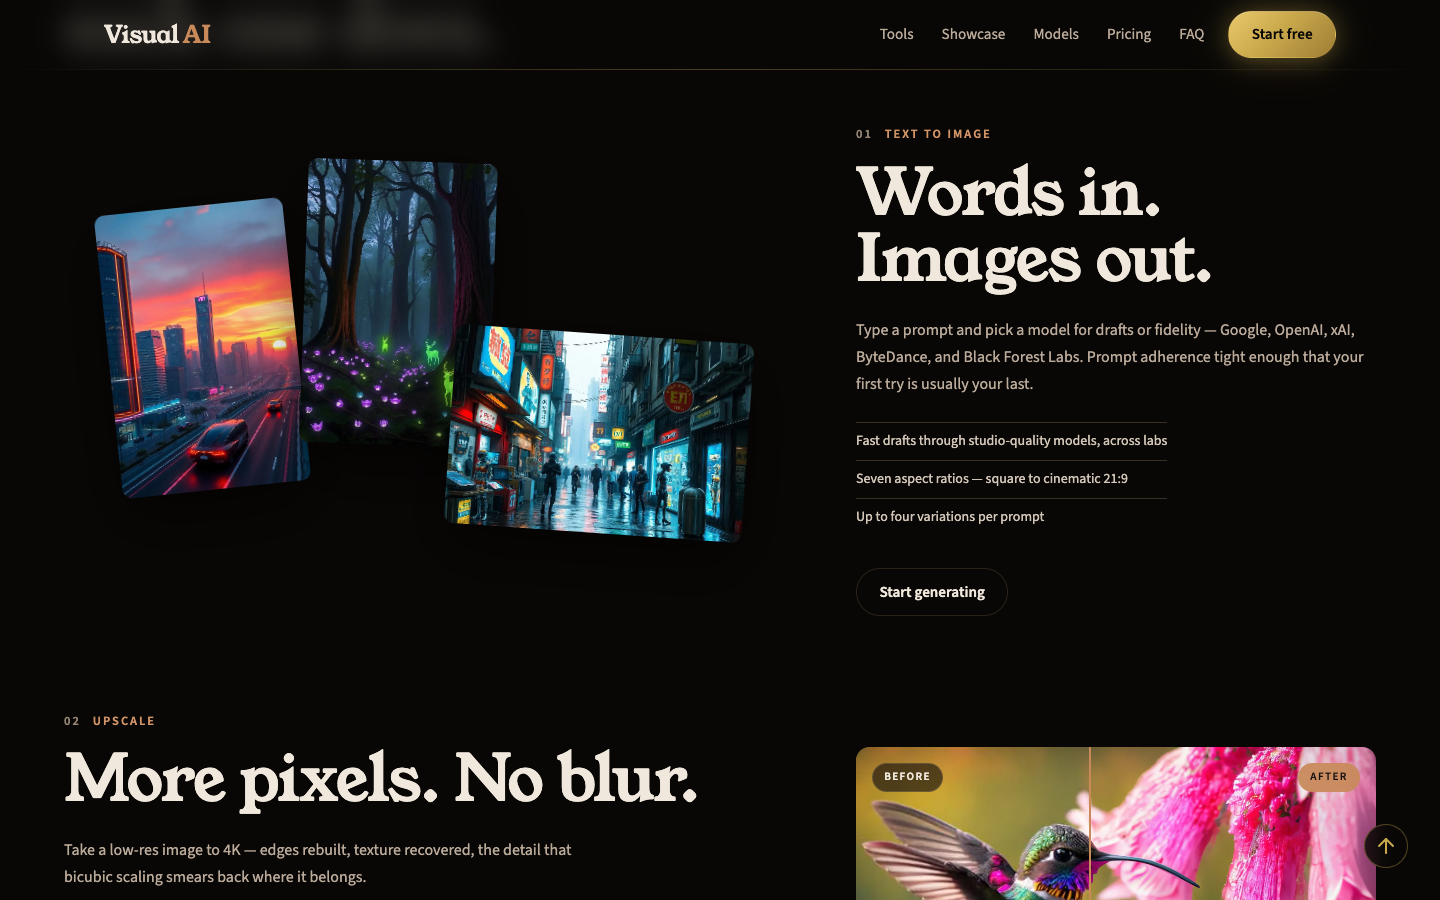 Visual AI
Tools
Showcase
Models
Pricing
FAQ
Start free
01 TEXT TO IMAGE
Words in.
Images out.
Type a prompt and pick a model for drafts or fidelity — Google, OpenAI, xAI,
ByteDance, and Black Forest Labs. Prompt adherence tight enough that your
first try is usually your last.
Fast drafts through studio-quality models, across labs
Seven aspect ratios — square to cinematic 21:9
Up to four variations per prompt
Start generating
02 UPSCALE
More pixels. No blur.
Take a low-res image to 4K — edges rebuilt, texture recovered, the detail that
bicubic scaling smears back where it belongs.
BEFORE
AFTER